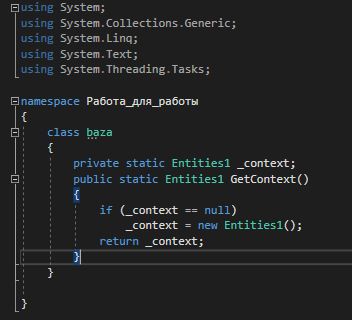 using System;
using System.Collections.Generic;
using System.Linq;
using System.Text;
using System.Threading.Tasks;
namespace Работа_для_работы
{
class baza
{
private static Entities1 _context;
public static Entities1 GetContext()
{
if (_context == null)
_context = new Entities1();
return _context;
}
}
}